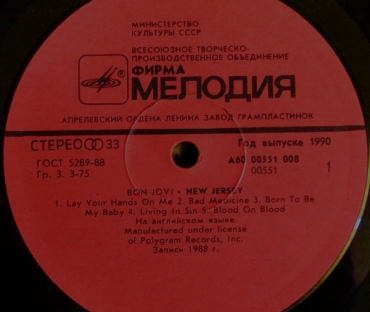 МИНИСТЕРСТВО
КУЛЬТУРЫ СССР
ВСЕСОЮЗНОЕ ТВОРЧЕСКО-
ПРОИЗВОДСТВЕННОЕ ОБЪЕДИНЕНИЕ
ФИРМА
МЕЛОДИЯ
АПРЕЛЕВСКИЙ ОРДЕНА ЛЕНИНА ЗАВОД ГРАМПЛАСТИНОК
СТЕРЕО 33
Год выпуска 1990
ГОСТ 5289-88
А60 00551 008
Гр. 3. 3-75.
00551
1
BON JOVI • NEW JERSEY
1. Lay Your Hands On Me 2. Bad Medicine 3. Born To Be
My Baby 4. Living In Sin 5. Blood On Blood
На английском языке.
Manufactured under license
of Polygram Records, Inc.
Записи 1988 г.